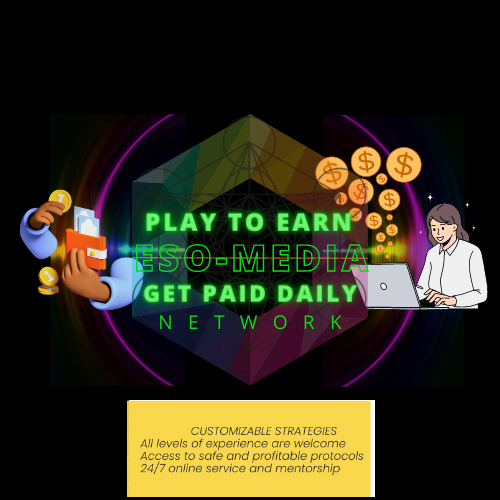 PLAY TO EARN
ESO-MEDIA
GET PAID DAILY
NETWORK
CUSTOMIZABLE STRATEGIES
All levels of experience are welcome
Access to safe and profitable protocols
24/7 online service and mentorship